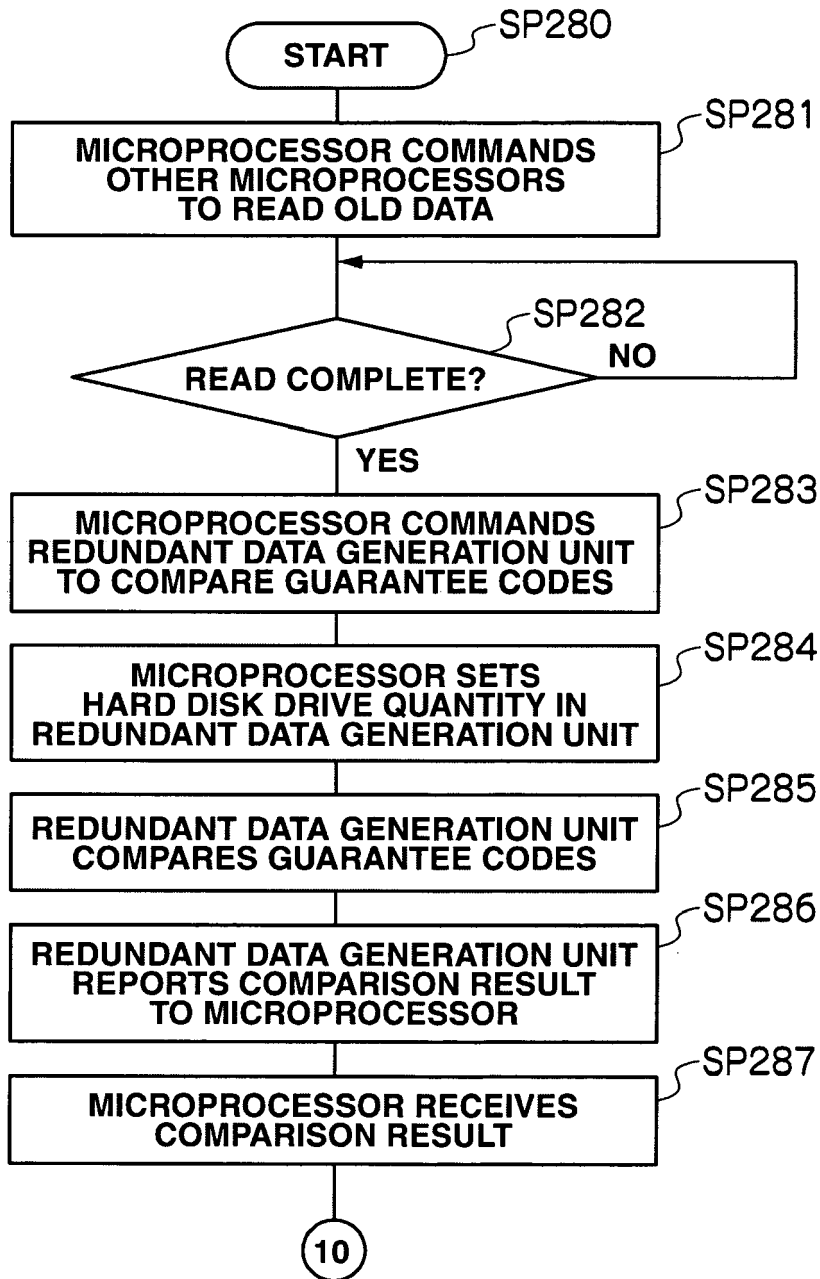 SP280
START
SP281
MICROPROCESSOR COMMANDS
OTHER MICROPROCESSORS
TO READ OLD DATA
SP282
READ COMPLETE?
NO
YES
SP283
MICROPROCESSOR COMMANDS
REDUNDANT DATA GENERATION UNIT
TO COMPARE GUARANTEE CODES
SP284
MICROPROCESSOR SETS
HARD DISK DRIVE QUANTITY IN
REDUNDANT DATA GENERATION UNIT
SP285
REDUNDANT DATA GENERATION UNIT
COMPARES GUARANTEE CODES
SP286
REDUNDANT DATA GENERATION UNIT
REPORTS COMPARISON RESULT
TO MICROPROCESSOR
SP287
MICROPROCESSOR RECEIVES
COMPARISON RESULT
10